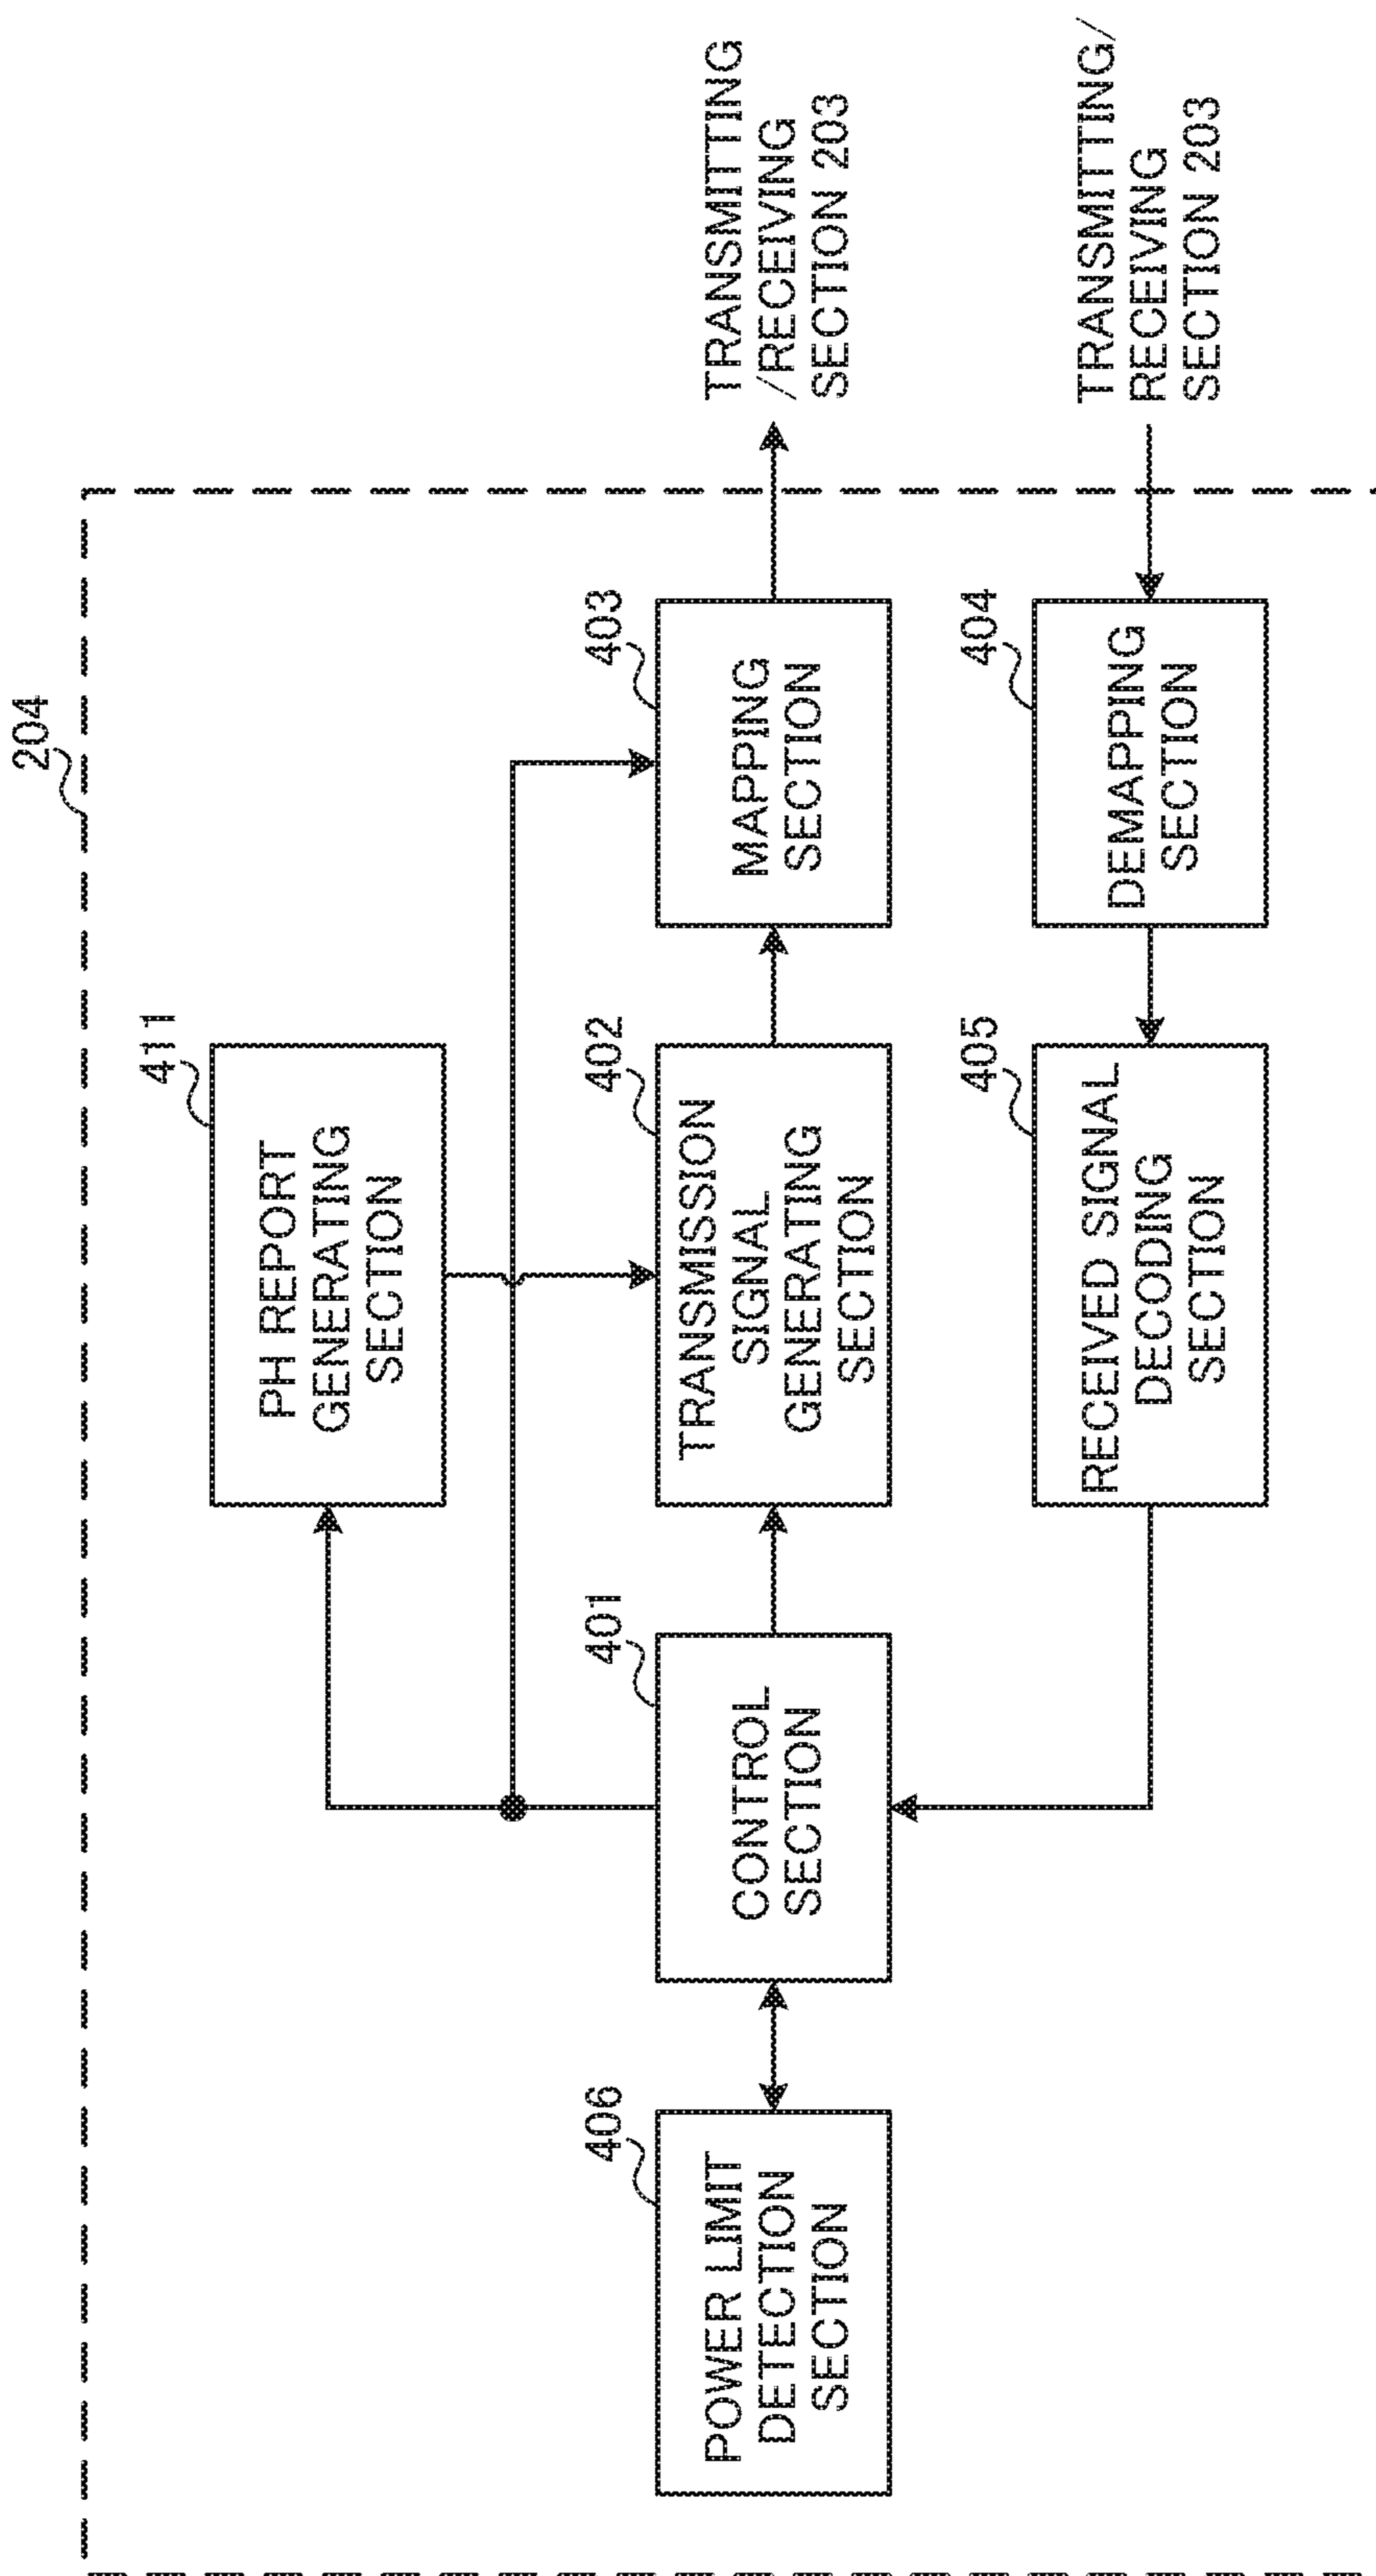 204
411
PH REPORT
GENERATING
SECTION
406
POWER LIMIT
DETECTION
SECTION
401
CONTROL
SECTION
402
TRANSMISSION
SIGNAL
GENERATING
SECTION
403
MAPPING
SECTION
TRANSMITTING
/RECEIVING
SECTION 203
405
RECEIVED SIGNAL
DECODING
SECTION
404
DEMAPPING
SECTION
TRANSMITTING/
RECEIVING
SECTION 203